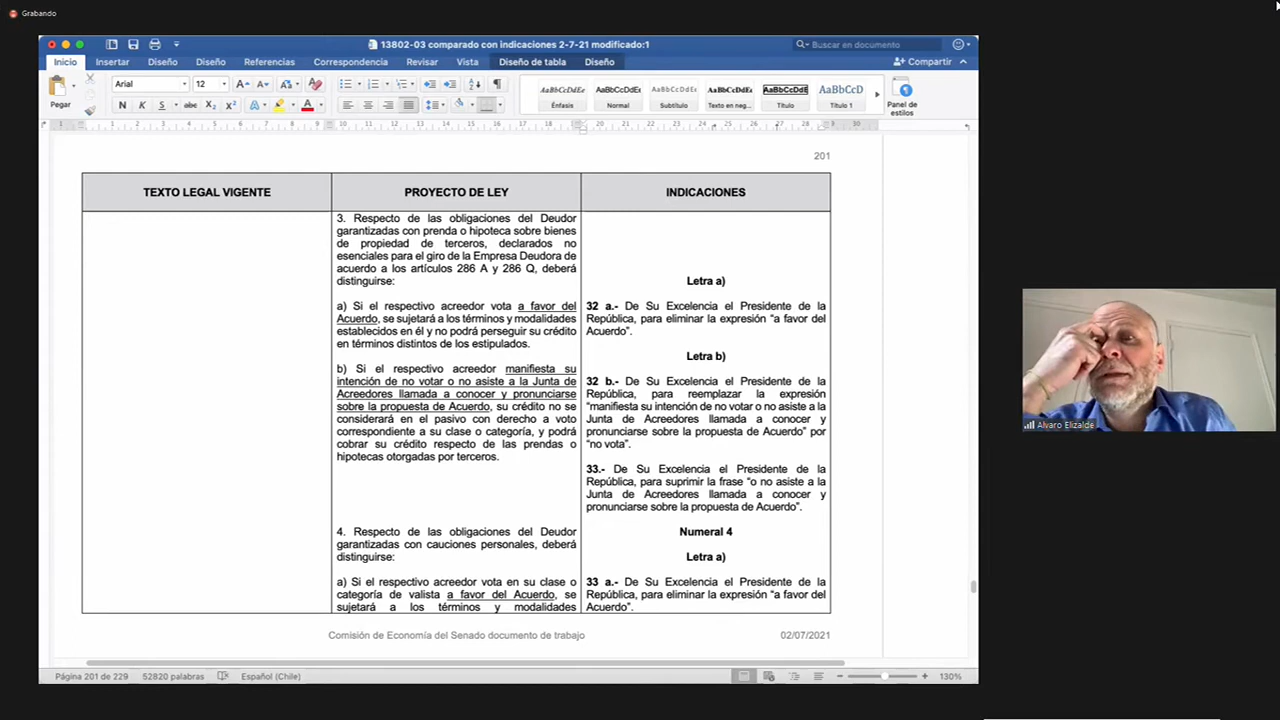 Grabando
13802-03 comparado con indicaciones 2-7-21 modificado:1
Buscar en documento
Inicio Insertar Diseño Diseño Referencias Correspondencia Revisar Vista Diseño de tabla Diseño
Compartir
Pegar
Arial 12
N K S abc X₂ X² A A
AaBbCcDdEe AaBbCcDdEe AaBbCcDdEe AaBbCcDdEe AaBbCcDdE AaBbCcD
Énfasis Normal Subtítulo Texto en neg... Título Título 1
Panel de
estilos
201
TEXTO LEGAL VIGENTE
PROYECTO DE LEY
INDICACIONES
3. Respecto de las obligaciones del Deudor
garantizadas con prenda o hipoteca sobre bienes
de propiedad de terceros, declarados no
esenciales para el giro de la Empresa Deudora de
acuerdo a los artículos 286 A y 286 Q, deberá
distinguirse:
a) Si el respectivo acreedor vota a favor del
Acuerdo, se sujetará a los términos y modalidades
establecidos en él y no podrá perseguir su crédito
en términos distintos de los estipulados.
b) Si el respectivo acreedor manifiesta su
intención de no votar o no asiste a la Junta de
Acreedores llamada a conocer y pronunciarse
sobre la propuesta de Acuerdo, su crédito no se
considerará en el pasivo con derecho a voto
correspondiente a su clase o categoría, y podrá
cobrar su crédito respecto de las prendas o
hipotecas otorgadas por terceros.
4. Respecto de las obligaciones del Deudor
garantizadas con cauciones personales, deberá
distinguirse:
a) Si el respectivo acreedor vota en su clase o
categoría de valista a favor del Acuerdo, se
sujetará a los términos y modalidades
Letra a)
32 a.- De Su Excelencia el Presidente de la
República, para eliminar la expresión “a favor del
Acuerdo”.
Letra b)
32 b.- De Su Excelencia el Presidente de la
República, para reemplazar la expresión
“manifiesta su intención de no votar o no asiste a la
Junta de Acreedores llamada a conocer y
pronunciarse sobre la propuesta de Acuerdo” por
“no vota”.
33.- De Su Excelencia el Presidente de la
República, para suprimir la frase “o no asiste a la
Junta de Acreedores llamada a conocer y
pronunciarse sobre la propuesta de Acuerdo”.
Numeral 4
Letra a)
33 a.- De Su Excelencia el Presidente de la
República, para eliminar la expresión “a favor del
Acuerdo”.
Comisión de Economía del Senado documento de trabajo
02/07/2021
Página 201 de 229 52820 palabras Español (Chile)
130%
Alvaro Elizalde